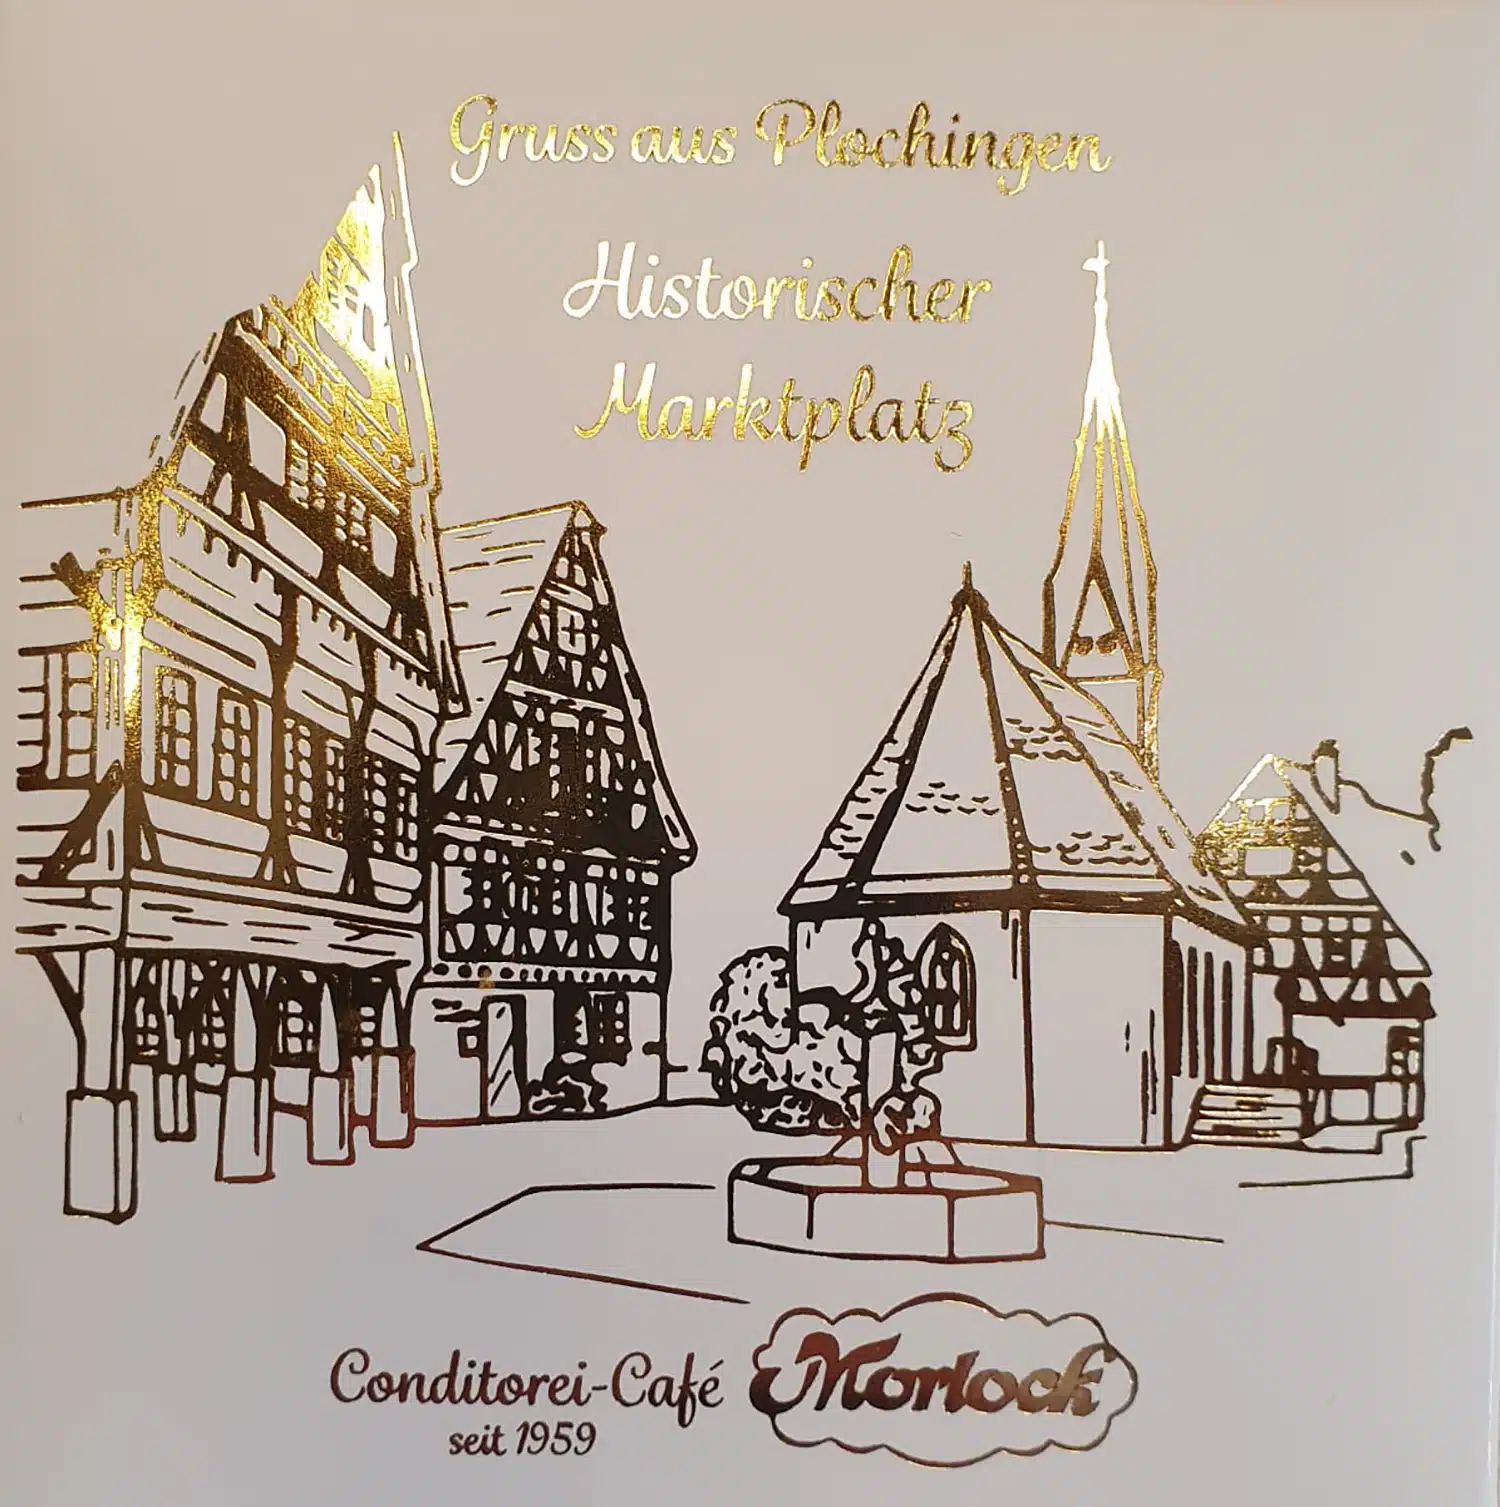 Gruss aus Plochingen
Historischer
Marktplatz
Conditorei-Café Morlock
seit 1959